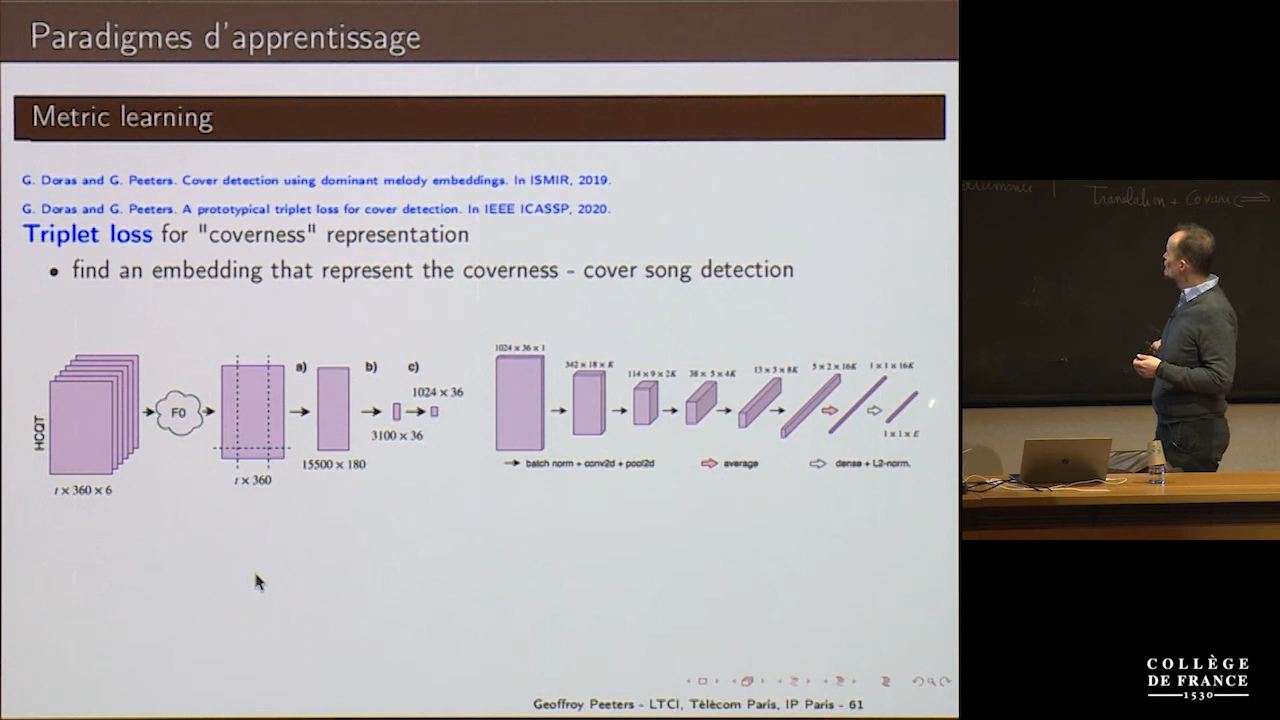 Paradigmes d'apprentissage
Metric learning
G. Doras and G. Peeters. Cover detection using dominant melody embeddings. In ISMIR, 2019.
G. Doras and G. Peeters. A prototypical triplet loss for cover detection. In IEEE ICASSP, 2020.
Triplet loss for "coverness" representation
• find an embedding that represent the coverness - cover song detection
HCQT
t x 360 x 6
F0
t x 360
a)
15500 x 180
b)
3100 x 36
c)
1024 x 36
1024 x 36 x 1
342 x 18 x K
114 x 9 x 2K
38 x 5 x 4K
13 x 3 x 8K
5 x 2 x 16K
1 x 1 x 16K
1 x 1 x E
batch norm + conv2d + pool2d
average
dense + L2-norm.
Geoffroy Peeters - LTCI, Télécom Paris, IP Paris - 61
Translation +
COLLÈGE
DE FRANCE
1530